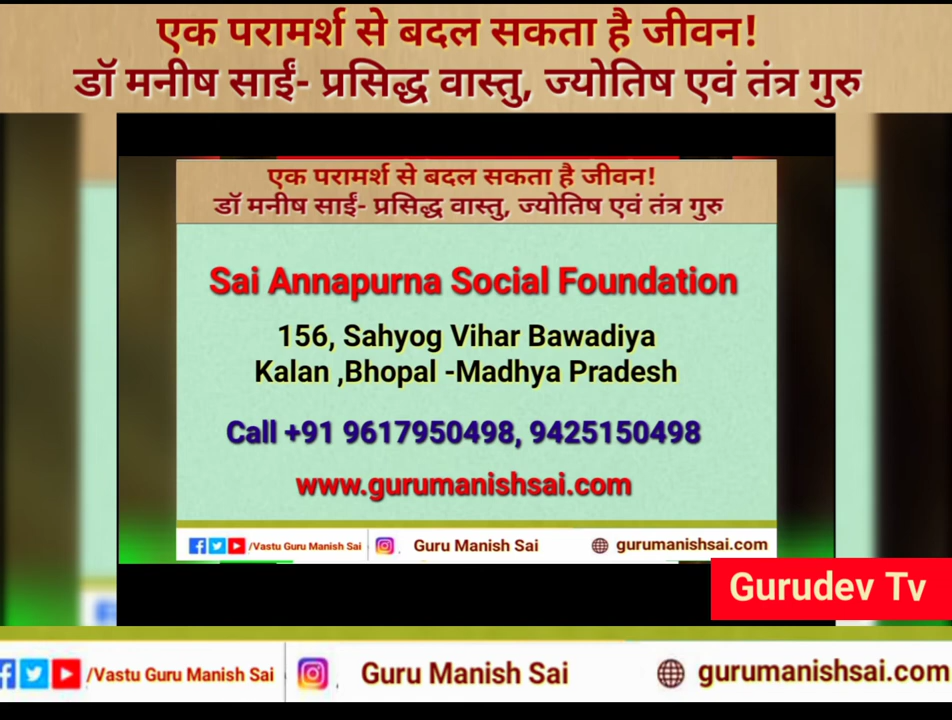 एक परामर्श से बदल सकता है जीवन!
डॉ मनीष साईं- प्रसिद्ध वास्तु, ज्योतिष एवं तंत्र गुरु
एक परामर्श से बदल सकता है जीवन!
डॉ मनीष साईं- प्रसिद्ध वास्तु, ज्योतिष एवं तंत्र गुरु
Sai Annapurna Social Foundation
156, Sahyog Vihar Bawadiya
Kalan ,Bhopal -Madhya Pradesh
Call +91 9617950498, 9425150498
www.gurumanishsai.com
/Vastu Guru Manish Sai Guru Manish Sai gurumanishsai.com
Gurudev Tv
/Vastu Guru Manish Sai Guru Manish Sai gurumanishsai.com